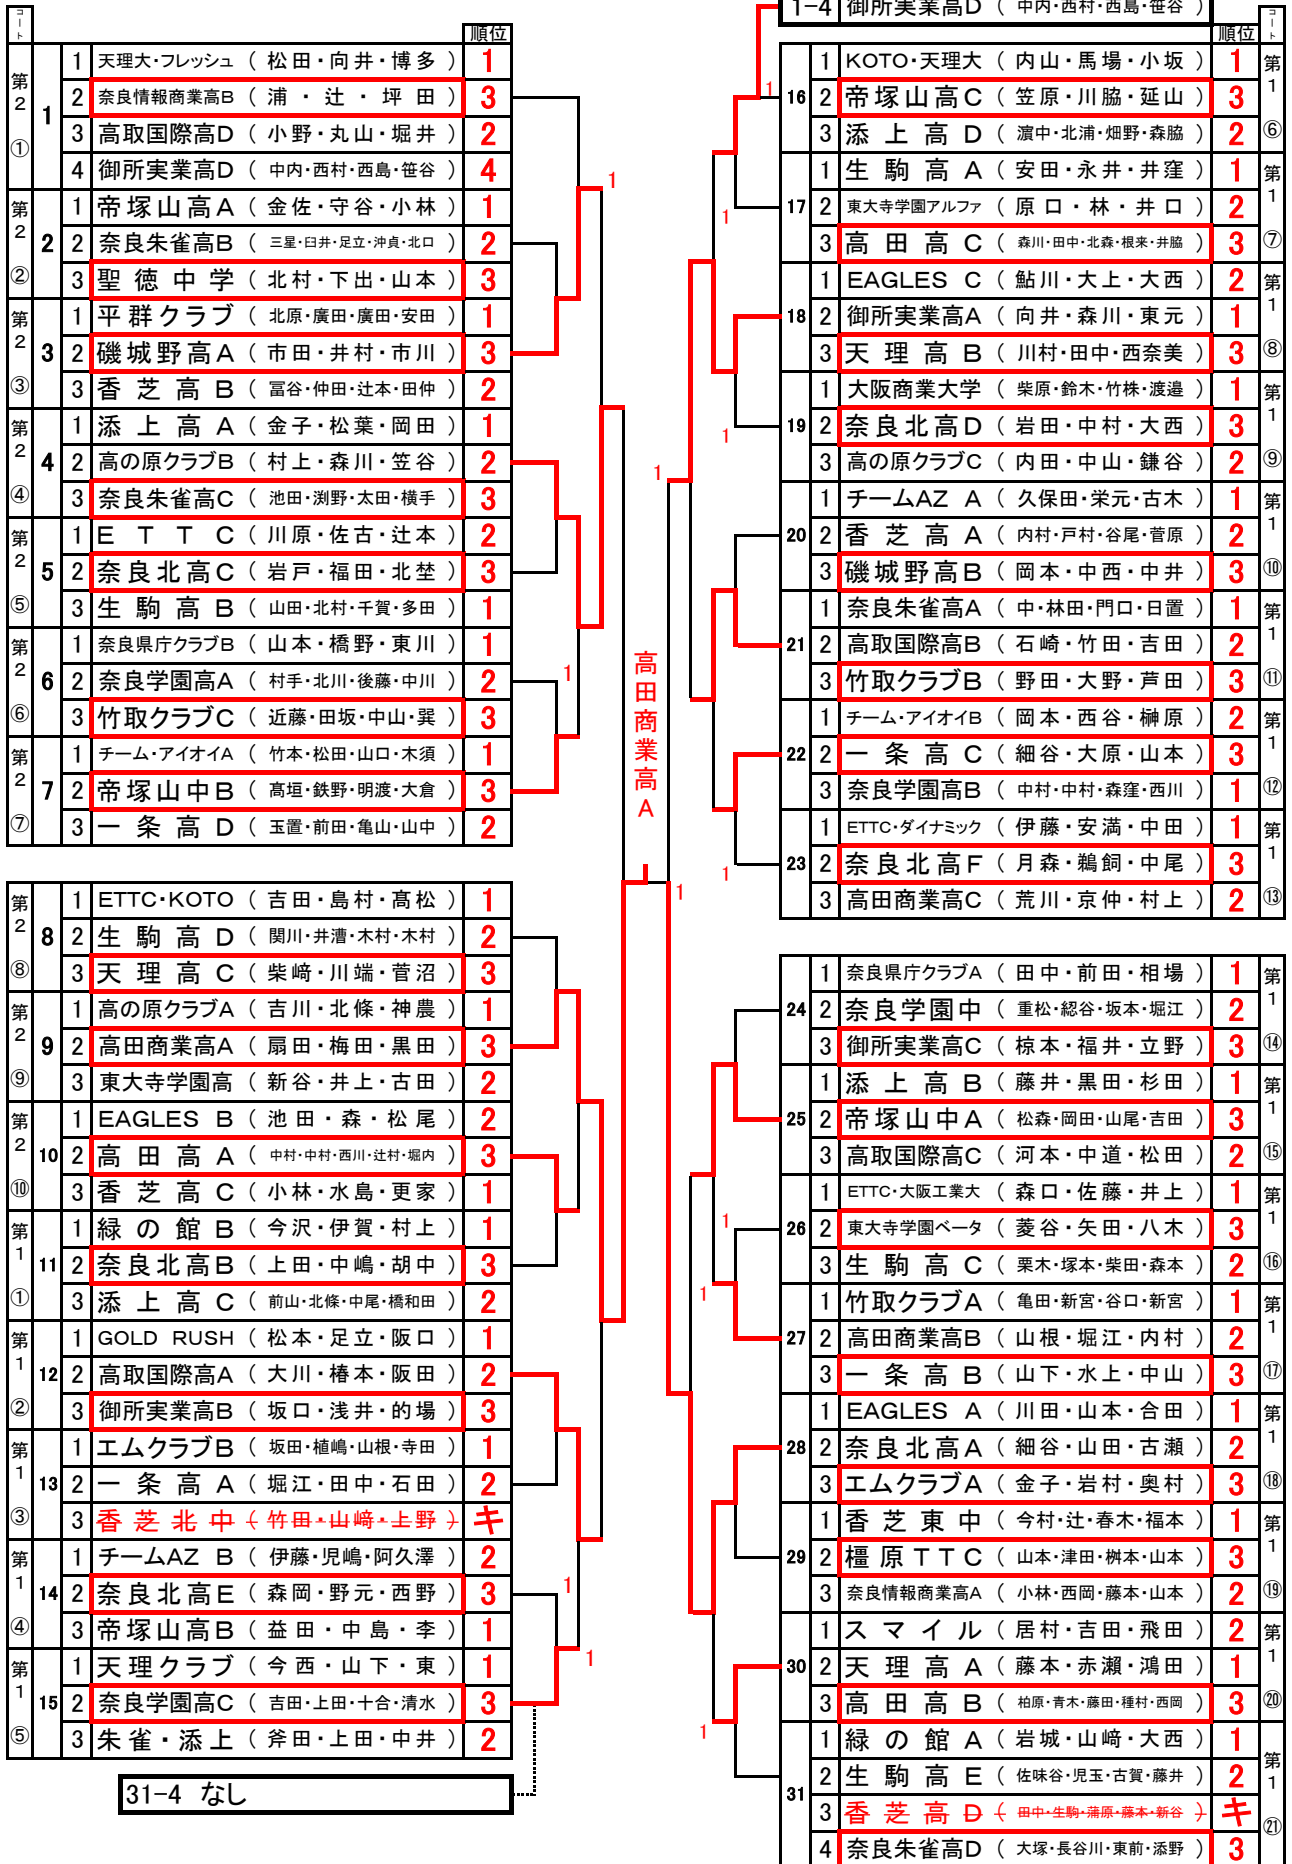 コート 順位
第2① 1
1 天理大・フレッシュ ( 松田・向井・博多 ) 1
2 奈良情報商業高B ( 浦・辻・坪田 ) 3
3 高取国際高D ( 小野・丸山・堀井 ) 2
4 御所実業高D ( 中内・西村・西島・笹谷 ) 4
第2② 2
1 帝塚山高A ( 金佐・守谷・小林 ) 1
2 奈良朱雀高B ( 三星・臼井・足立・沖貞・北口 ) 2
3 聖徳中学 ( 北村・下出・山本 ) 3
第2③ 3
1 平群クラブ ( 北原・廣田・廣田・安田 ) 1
2 磯城野高A ( 市田・井村・市川 ) 3
3 香芝高B ( 冨谷・仲田・辻本・田仲 ) 2
第2④ 4
1 添上高A ( 金子・松葉・岡田 ) 1
2 高の原クラブB ( 村上・森川・笠谷 ) 2
3 奈良朱雀高C ( 池田・渕野・太田・横手 ) 3
第2⑤ 5
1 ETTC ( 川原・佐古・辻本 ) 2
2 奈良北高C ( 岩戸・福田・北埜 ) 3
3 生駒高B ( 山田・北村・千賀・多田 ) 1
第2⑥ 6
1 奈良県庁クラブB ( 山本・橋野・東川 ) 1
2 奈良学園高A ( 村手・北川・後藤・中川 ) 2
3 竹取クラブC ( 近藤・田坂・中山・巽 ) 3
第2⑦ 7
1 チーム・アイオイA ( 竹本・松田・山口・木須 ) 1
2 帝塚山中B ( 髙垣・鉄野・明渡・大倉 ) 3
3 一条高D ( 玉置・前田・亀山・山中 ) 2
第2⑧ 8
1 ETTC・KOTO ( 吉田・島村・髙松 ) 1
2 生駒高D ( 関川・井漕・木村・木村 ) 2
3 天理高C ( 柴﨑・川端・菅沼 ) 3
第2⑨ 9
1 高の原クラブA ( 吉川・北條・神農 ) 1
2 高田商業高A ( 扇田・梅田・黒田 ) 3
3 東大寺学園高 ( 新谷・井上・古田 ) 2
第2⑩ 10
1 EAGLES B ( 池田・森・松尾 ) 2
2 高田高A ( 中村・中村・西川・辻村・堀内 ) 3
3 香芝高C ( 小林・水島・更家 ) 1
第1① 11
1 緑の館B ( 今沢・伊賀・村上 ) 1
2 奈良北高B ( 上田・中嶋・胡中 ) 3
3 添上高C ( 前山・北條・中尾・橋和田 ) 2
第1② 12
1 GOLD RUSH ( 松本・足立・阪口 ) 1
2 高取国際高A ( 大川・椿本・阪田 ) 2
3 御所実業高B ( 坂口・浅井・的場 ) 3
第1③ 13
1 エムクラブB ( 坂田・植嶋・山根・寺田 ) 1
2 一条高A ( 堀江・田中・石田 ) 2
3 香芝北中 ( 竹田・山﨑・上野 ) キ
第1④ 14
1 チームAZ B ( 伊藤・児嶋・阿久澤 ) 2
2 奈良北高E ( 森岡・野元・西野 ) 3
3 帝塚山高B ( 益田・中島・李 ) 1
第1⑤ 15
1 天理クラブ ( 今西・山下・東 ) 1
2 奈良学園高C ( 吉田・上田・十合・清水 ) 3
3 朱雀・添上 ( 斧田・上田・中井 ) 2
31-4 なし
1
1
1
1
高田商業高A
1
1
1
1
1
1
1
1
1
1
1-4 御所実業高D ( 中内・西村・西島・笹谷 )
順位 コート
16 第1⑥
1 KOTO・天理大 ( 内山・馬場・小坂 ) 1
2 帝塚山高C ( 笠原・川脇・延山 ) 3
3 添上高D ( 濵中・北浦・畑野・森脇 ) 2
17 第1⑦
1 生駒高A ( 安田・永井・井窪 ) 1
2 東大寺学園アルファ ( 原口・林・井口 ) 2
3 高田高C ( 森川・田中・北森・根来・井脇 ) 3
18 第1⑧
1 EAGLES C ( 鮎川・大上・大西 ) 2
2 御所実業高A ( 向井・森川・東元 ) 1
3 天理高B ( 川村・田中・西奈美 ) 3
19 第1⑨
1 大阪商業大学 ( 柴原・鈴木・竹株・渡邉 ) 1
2 奈良北高D ( 岩田・中村・大西 ) 3
3 高の原クラブC ( 内田・中山・鎌谷 ) 2
20 第1⑩
1 チームAZ A ( 久保田・栄元・古木 ) 1
2 香芝高A ( 内村・戸村・谷尾・菅原 ) 2
3 磯城野高B ( 岡本・中西・中井 ) 3
21 第1⑪
1 奈良朱雀高A ( 中・林田・門口・日置 ) 1
2 高取国際高B ( 石崎・竹田・吉田 ) 2
3 竹取クラブB ( 野田・大野・芦田 ) 3
22 第1⑫
1 チーム・アイオイB ( 岡本・西谷・榊原 ) 2
2 一条高C ( 細谷・大原・山本 ) 3
3 奈良学園高B ( 中村・中村・森窪・西川 ) 1
23 第1⑬
1 ETTC・ダイナミック ( 伊藤・安満・中田 ) 1
2 奈良北高F ( 月森・鵜飼・中尾 ) 3
3 高田商業高C ( 荒川・京仲・村上 ) 2
24 第1⑭
1 奈良県庁クラブA ( 田中・前田・相場 ) 1
2 奈良学園中 ( 重松・綛谷・坂本・堀江 ) 2
3 御所実業高C ( 椋本・福井・立野 ) 3
25 第1⑮
1 添上高B ( 藤井・黒田・杉田 ) 1
2 帝塚山中A ( 松森・岡田・山尾・吉田 ) 3
3 高取国際高C ( 河本・中道・松田 ) 2
26 第1⑯
1 ETTC・大阪工業大 ( 森口・佐藤・井上 ) 1
2 東大寺学園ベータ ( 菱谷・矢田・八木 ) 3
3 生駒高C ( 栗木・塚本・柴田・森本 ) 2
27 第1⑰
1 竹取クラブA ( 亀田・新宮・谷口・新宮 ) 1
2 高田商業高B ( 山根・堀江・内村 ) 2
3 一条高B ( 山下・水上・中山 ) 3
28 第1⑱
1 EAGLES A ( 川田・山本・合田 ) 1
2 奈良北高A ( 細谷・山田・古瀬 ) 2
3 エムクラブA ( 金子・岩村・奥村 ) 3
29 第1⑲
1 香芝東中 ( 今村・辻・春木・福本 ) 1
2 橿原TTC ( 山本・津田・桝本・山本 ) 3
3 奈良情報商業高A ( 小林・西岡・藤本・山本 ) 2
30 第1⑳
1 スマイル ( 居村・吉田・飛田 ) 2
2 天理高A ( 藤本・赤瀬・鴻田 ) 1
3 高田高B ( 柏原・青木・藤田・種村・西岡 ) 3
31 第1㉑
1 緑の館A ( 岩城・山﨑・大西 ) 1
2 生駒高E ( 佐味谷・児玉・古賀・藤井 ) 2
3 香芝高D ( 田中・生駒・蒲原・藤本・新谷 ) キ
4 奈良朱雀高D ( 大塚・長谷川・東前・添野 ) 3